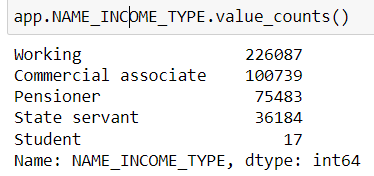 app.NAME_INCOME_TYPE.value_counts()
Working 226087
Commercial associate 100739
Pensioner 75483
State servant 36184
Student 17
Name: NAME_INCOME_TYPE, dtype: int64